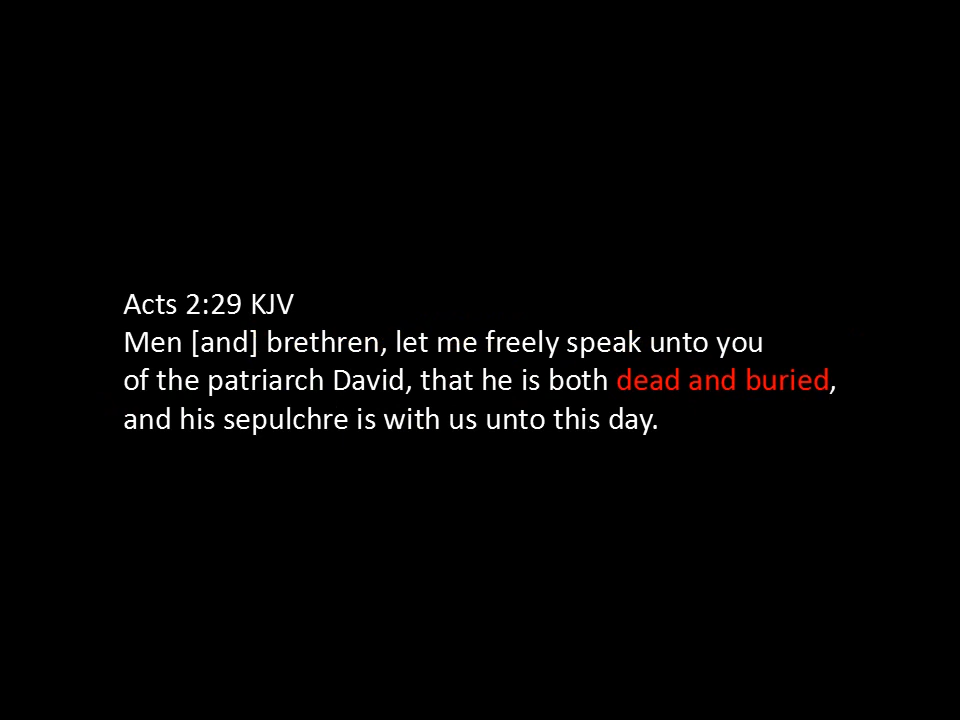 Acts 2:29 KJV
Men [and] brethren, let me freely speak unto you
of the patriarch David, that he is both dead and buried,
and his sepulchre is with us unto this day.